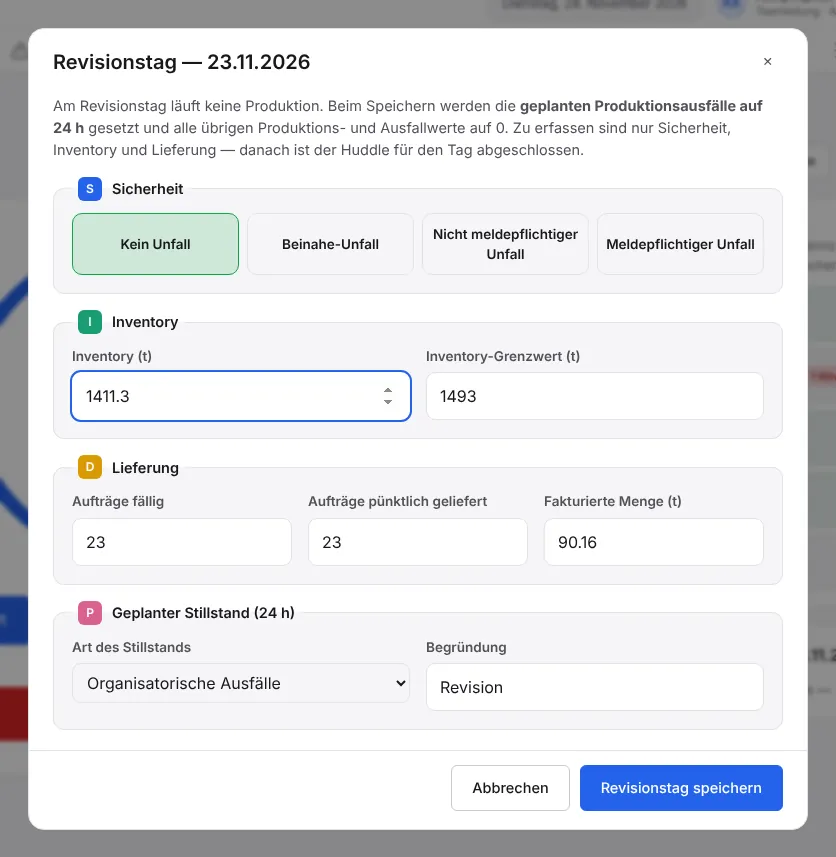 Revisionstag — 23.11.2026
×
Am Revisionstag läuft keine Produktion. Beim Speichern werden die geplanten Produktionsausfälle auf
24 h gesetzt und alle übrigen Produktions- und Ausfallwerte auf 0. Zu erfassen sind nur Sicherheit,
Inventory und Lieferung — danach ist der Huddle für den Tag abgeschlossen.
S Sicherheit
Kein Unfall
Beinahe-Unfall
Nicht meldepflichtiger
Unfall
Meldepflichtiger Unfall
I Inventory
Inventory (t)
1411.3
Inventory-Grenzwert (t)
1493
D Lieferung
Aufträge fällig
23
Aufträge pünktlich geliefert
23
Fakturierte Menge (t)
90.16
P Geplanter Stillstand (24 h)
Art des Stillstands
Organisatorische Ausfälle
Begründung
Revision
Abbrechen
Revisionstag speichern